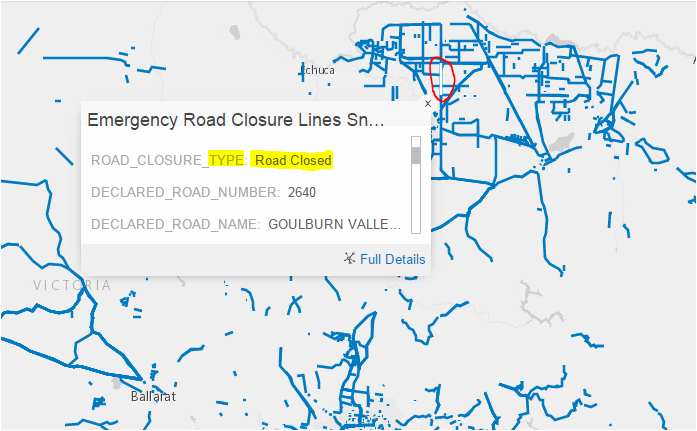 Echuca
x
Emergency Road Closure Lines Sn...
ROAD_CLOSURE_TYPE: Road Closed
DECLARED_ROAD_NUMBER: 2640
DECLARED_ROAD_NAME: GOULBURN VALLE...
Full Details
VICTORIA
Ballarat